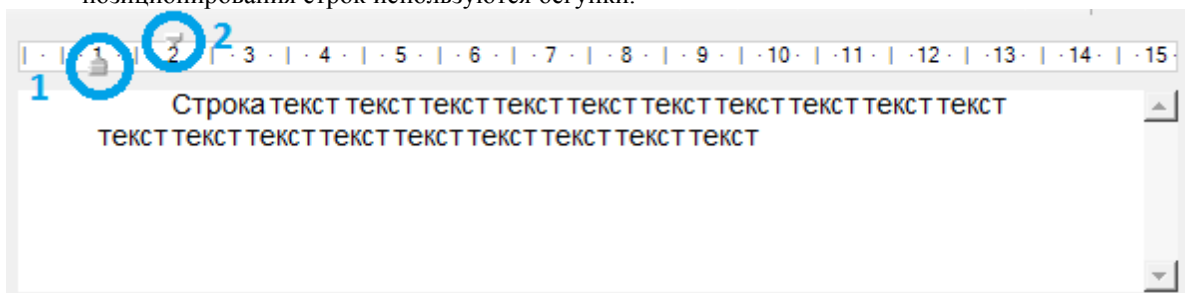 позиционирования строк используются бегунки.
2
| · | · 1 · | · 2 · | · 3 · | · 4 · | · 5 · | · 6 · | · 7 · | · 8 · | · 9 · | ·10· | ·11· | ·12· | ·13· | ·14· | ·15·
1
Строка текст текст текст текст текст текст текст текст текст текст
текст текст текст текст текст текст текст текст текст